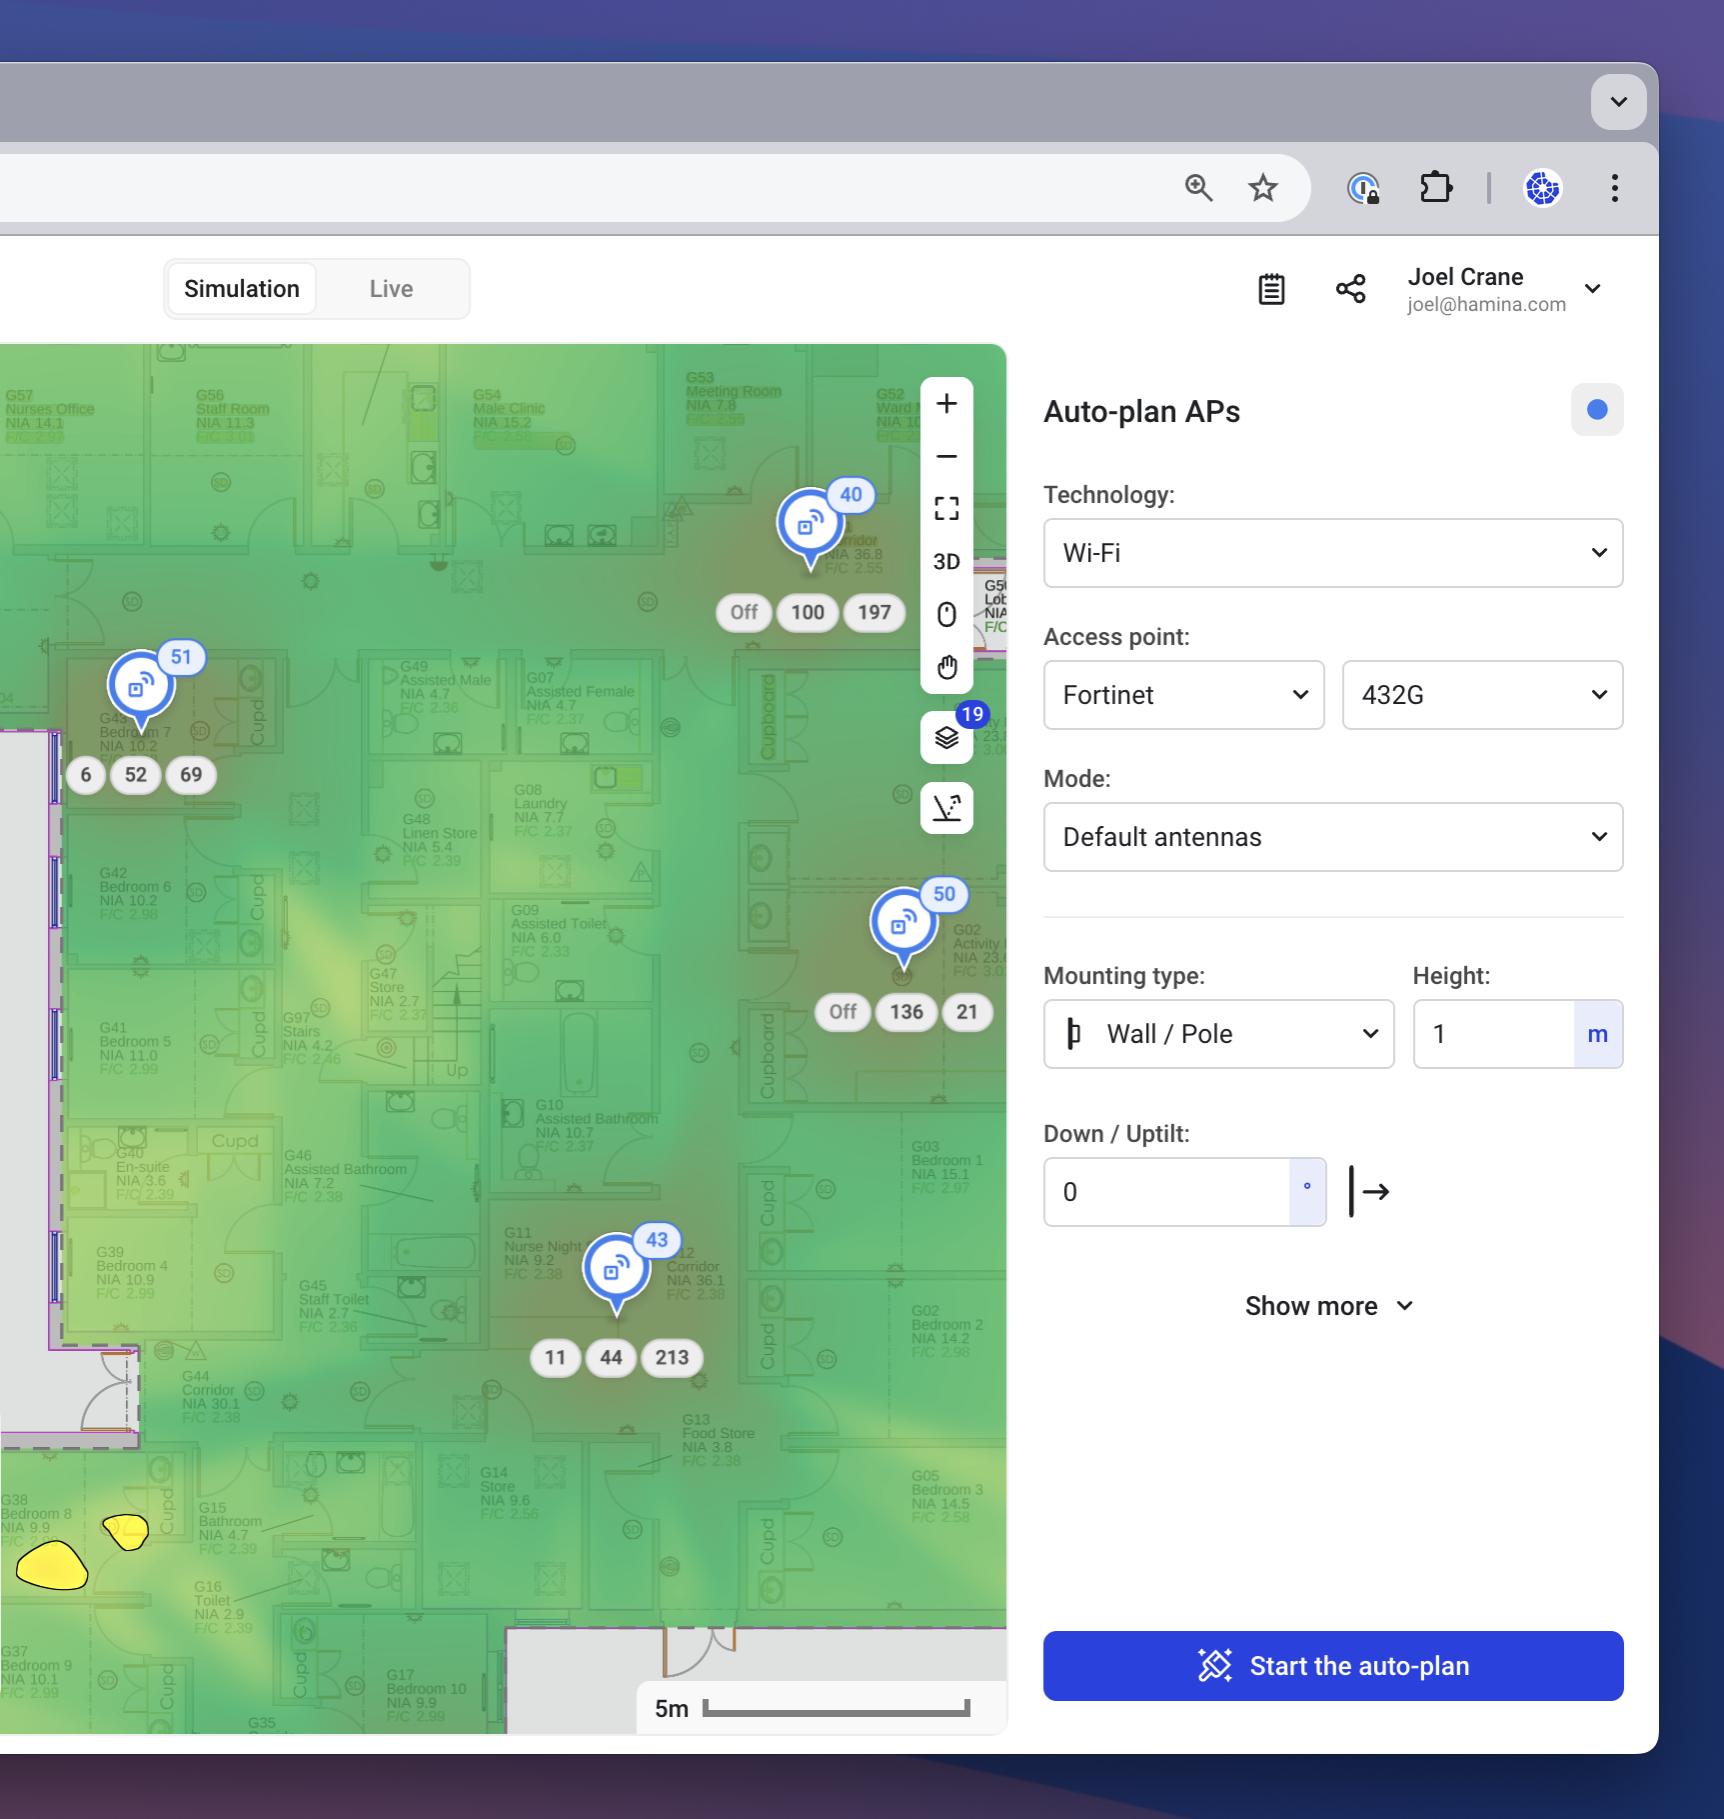 Simulation
Live
Joel Crane
joel@hamina.com
G57
Nurses Office
NIA 14.1
F/C 2.97
G56
Staff Room
NIA 11.3
F/C 3.01
G54
Male Clinic
NIA 15.2
F/C 2.58
G53
Meeting Room
NIA 7.8
G52
Ward
3D
40
NIA 36.8
F/C 2.55
Off
100
197
51
G43
Bedroom 7
NIA 10.2
6
52
69
Cupd
G49
Assisted Male
NIA 4.7
F/C 2.36
G07
Assisted Female
NIA 4.7
F/C 2.37
Cupboard
19
G08
Laundry
NIA 7.7
F/C 2.37
G48
Linen Store
NIA 5.4
F/C 2.39
G42
Bedroom 6
NIA 10.2
F/C 2.98
Cupd
G09
Assisted Toilet
NIA 6.0
F/C 2.33
50
G02
Activity
NIA 23.6
Off
136
21
G47
Store
NIA 2.7
F/C 2.37
G97
Stairs
NIA 4.2
F/C 2.46
Up
G41
Bedroom 5
NIA 11.0
F/C 2.99
Cupd
Cupboard
G10
Assisted Bathroom
NIA 10.7
F/C 2.37
Cupd
G40
En-suite
NIA 3.6
F/C 2.39
G46
Assisted Bathroom
NIA 7.2
F/C 2.38
G03
Bedroom 1
NIA 15.1
F/C 2.97
Cupd
G39
Bedroom 4
NIA 10.9
F/C 2.99
G11
Nurse Night
NIA 9.2
F/C 2.38
43
Corridor
NIA 36.1
F/C 2.38
11
44
213
G45
Staff Toilet
NIA 2.7
F/C 2.36
G02
Bedroom 2
NIA 14.2
F/C 2.98
Cupd
G44
Corridor
NIA 30.1
F/C 2.38
G13
Food Store
NIA 3.8
F/C 2.38
G14
Store
NIA 9.6
F/C 2.56
G05
Bedroom 3
NIA 14.5
F/C 2.58
Cupd
G38
Bedroom 8
NIA 9.9
Cupd
G15
Bathroom
NIA 4.7
F/C 2.39
G16
Toilet
NIA 2.9
F/C 2.39
G37
Bedroom 9
NIA 10.1
F/C 2.99
Cupd
Cupd
G17
Bedroom 10
NIA 9.9
F/C 2.99
G35
5m
Auto-plan APs
Technology:
Wi-Fi
Access point:
Fortinet
432G
Mode:
Default antennas
Mounting type:
Height:
Wall / Pole
1
m
Down / Uptilt:
0
°
Show more
Start the auto-plan